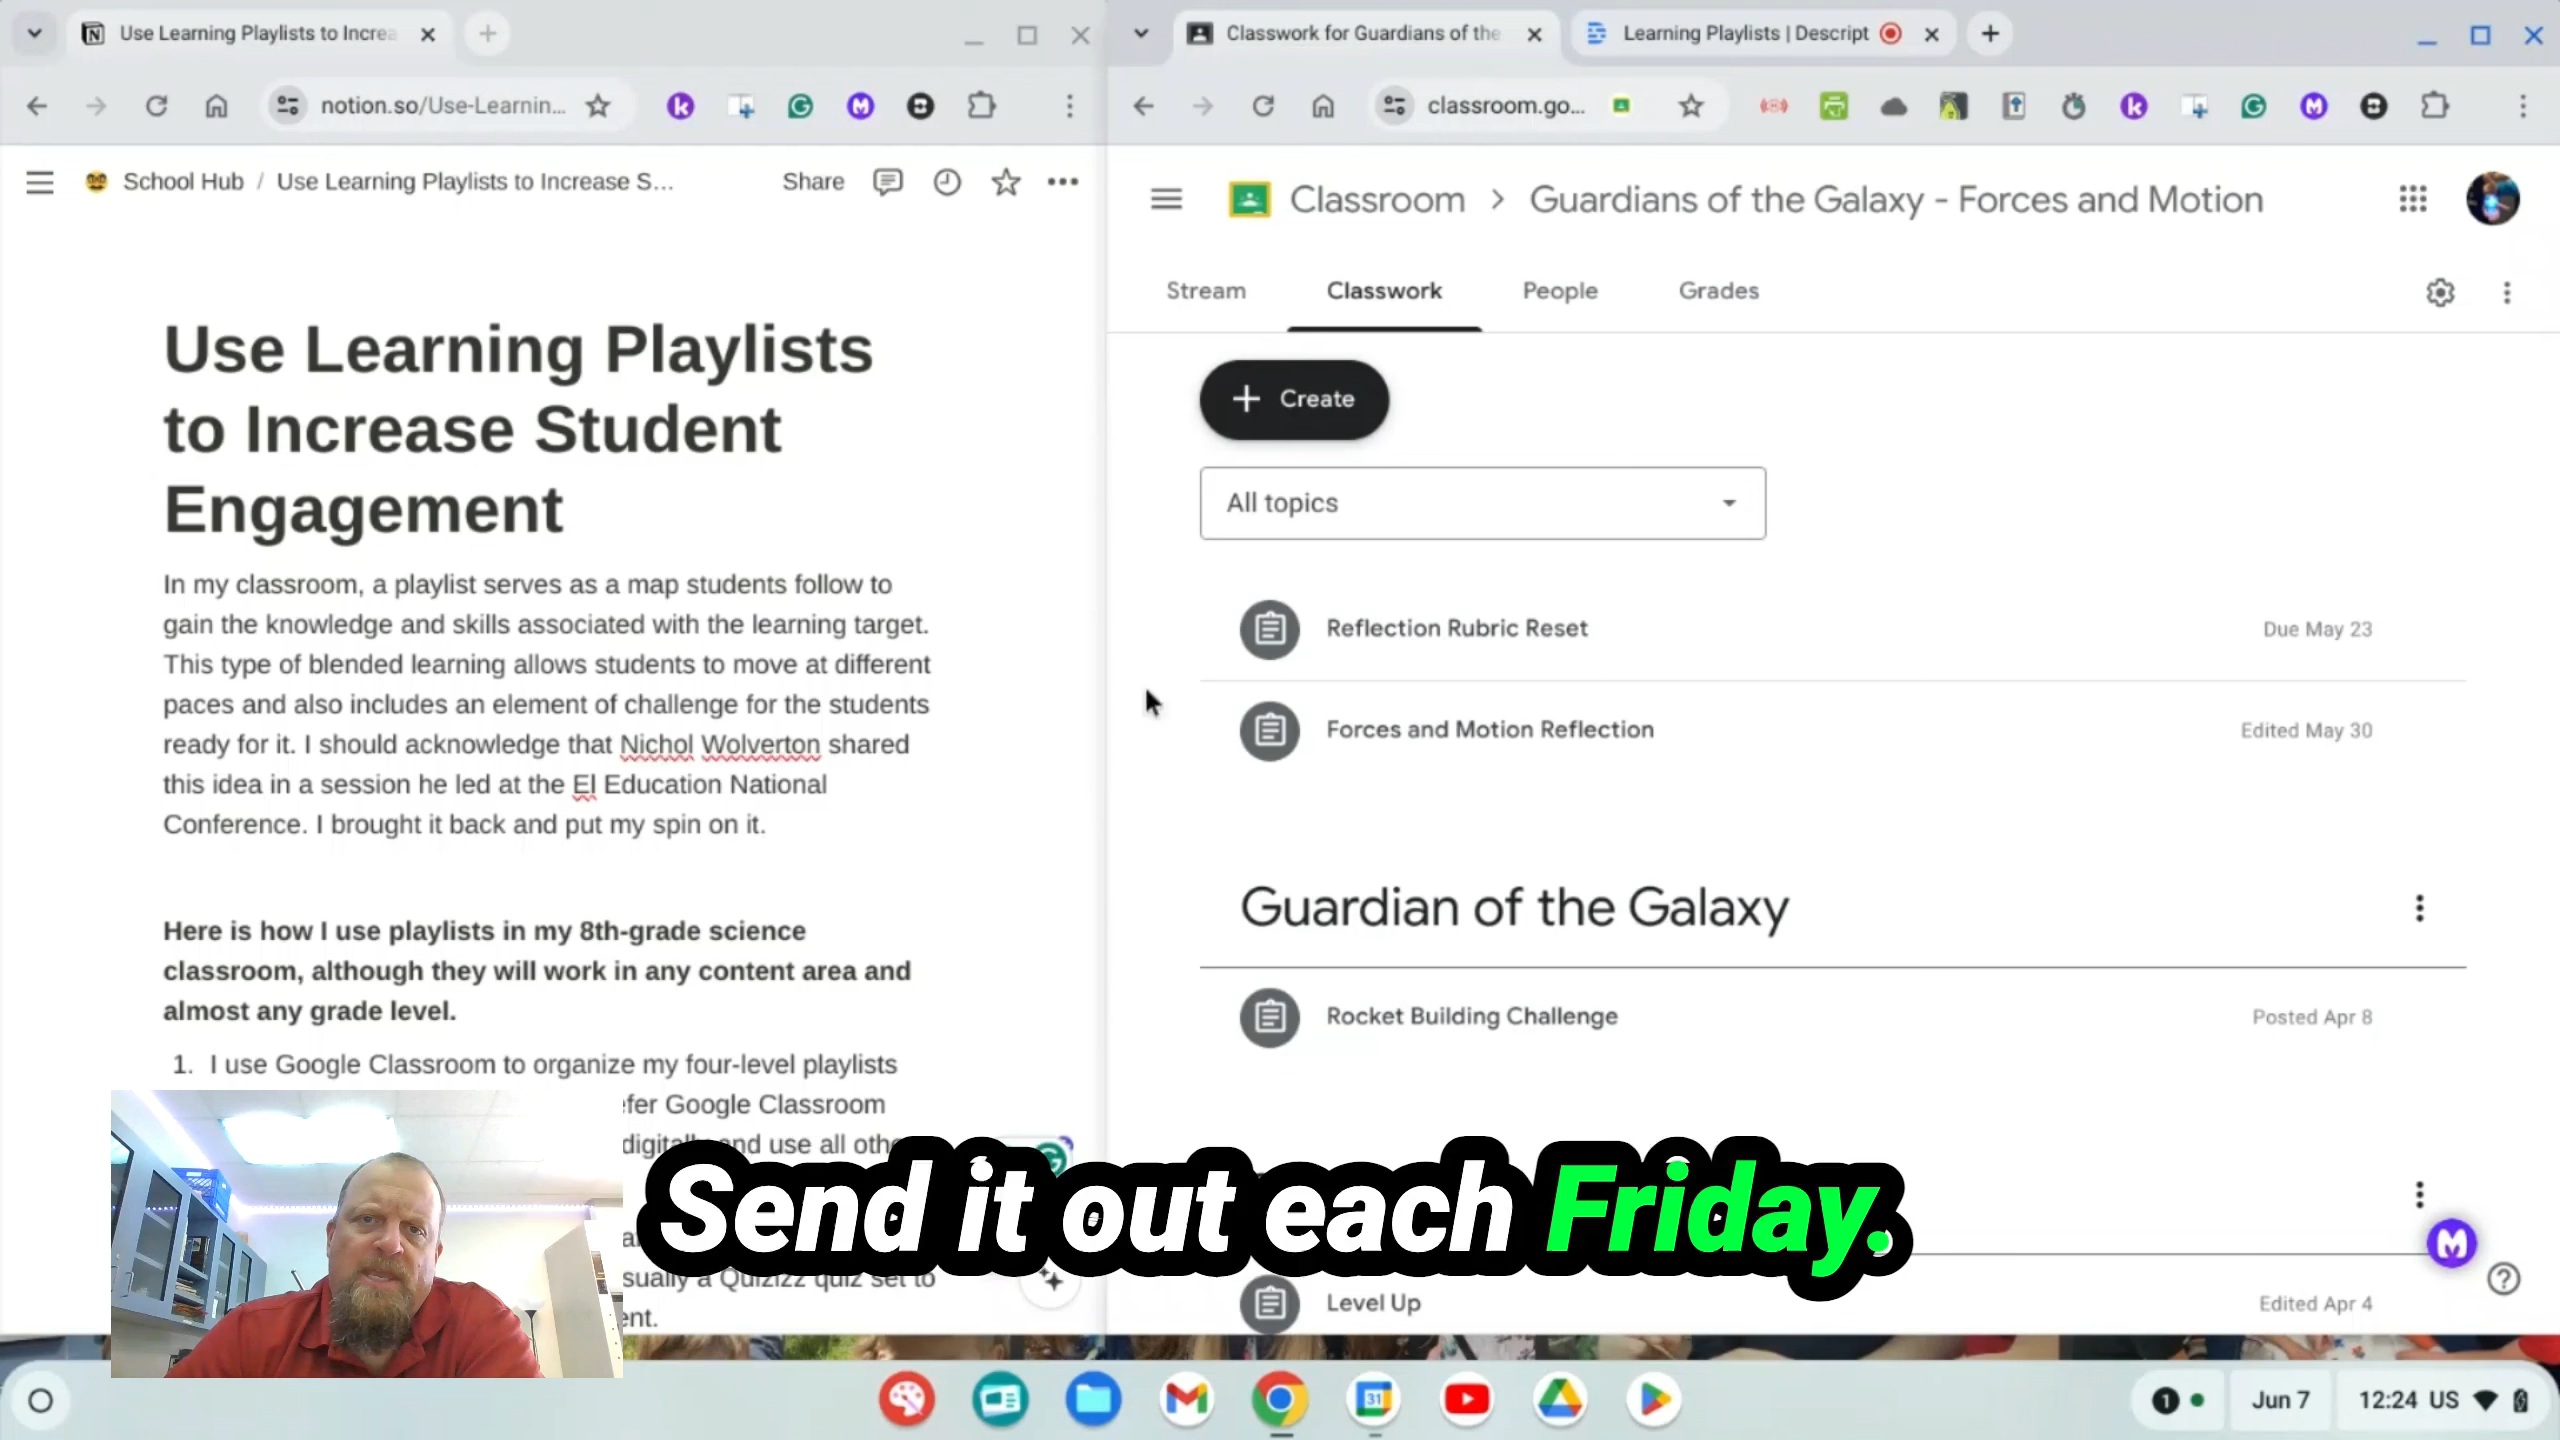 Use Learning Playlists to Increa
notion.so/Use-Learnin...
School Hub / Use Learning Playlists to Increase S...
Share
Use Learning Playlists
to Increase Student
Engagement
In my classroom, a playlist serves as a map students follow to
gain the knowledge and skills associated with the learning target.
This type of blended learning allows students to move at different
paces and also includes an element of challenge for the students
ready for it. I should acknowledge that Nichol Wolverton shared
this idea in a session he led at the El Education National
Conference. I brought it back and put my spin on it.
Here is how I use playlists in my 8th-grade science
classroom, although they will work in any content area and
almost any grade level.
1. I use Google Classroom to organize my four-level playlists
Google Classroom
and use all
a Quizizz quiz set to
Classwork for Guardians of the
Learning Playlists | Descript
classroom.go...
Classroom > Guardians of the Galaxy - Forces and Motion
Stream
Classwork
People
Grades
+ Create
All topics
Reflection Rubric Reset
Due May 23
Forces and Motion Reflection
Edited May 30
Guardian of the Galaxy
Rocket Building Challenge
Posted Apr 8
Level Up
Edited Apr 4
Send it out each Friday.
31
1
Jun 7
12:24 US